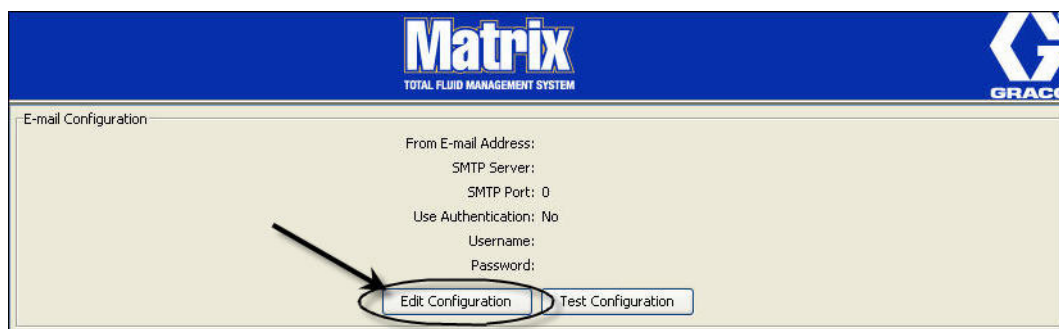 Matrix
TOTAL FLUID MANAGEMENT SYSTEM
GRACO
E-mail Configuration
From E-mail Address:
SMTP Server:
SMTP Port: 0
Use Authentication: No
Username:
Password:
Edit Configuration Test Configuration